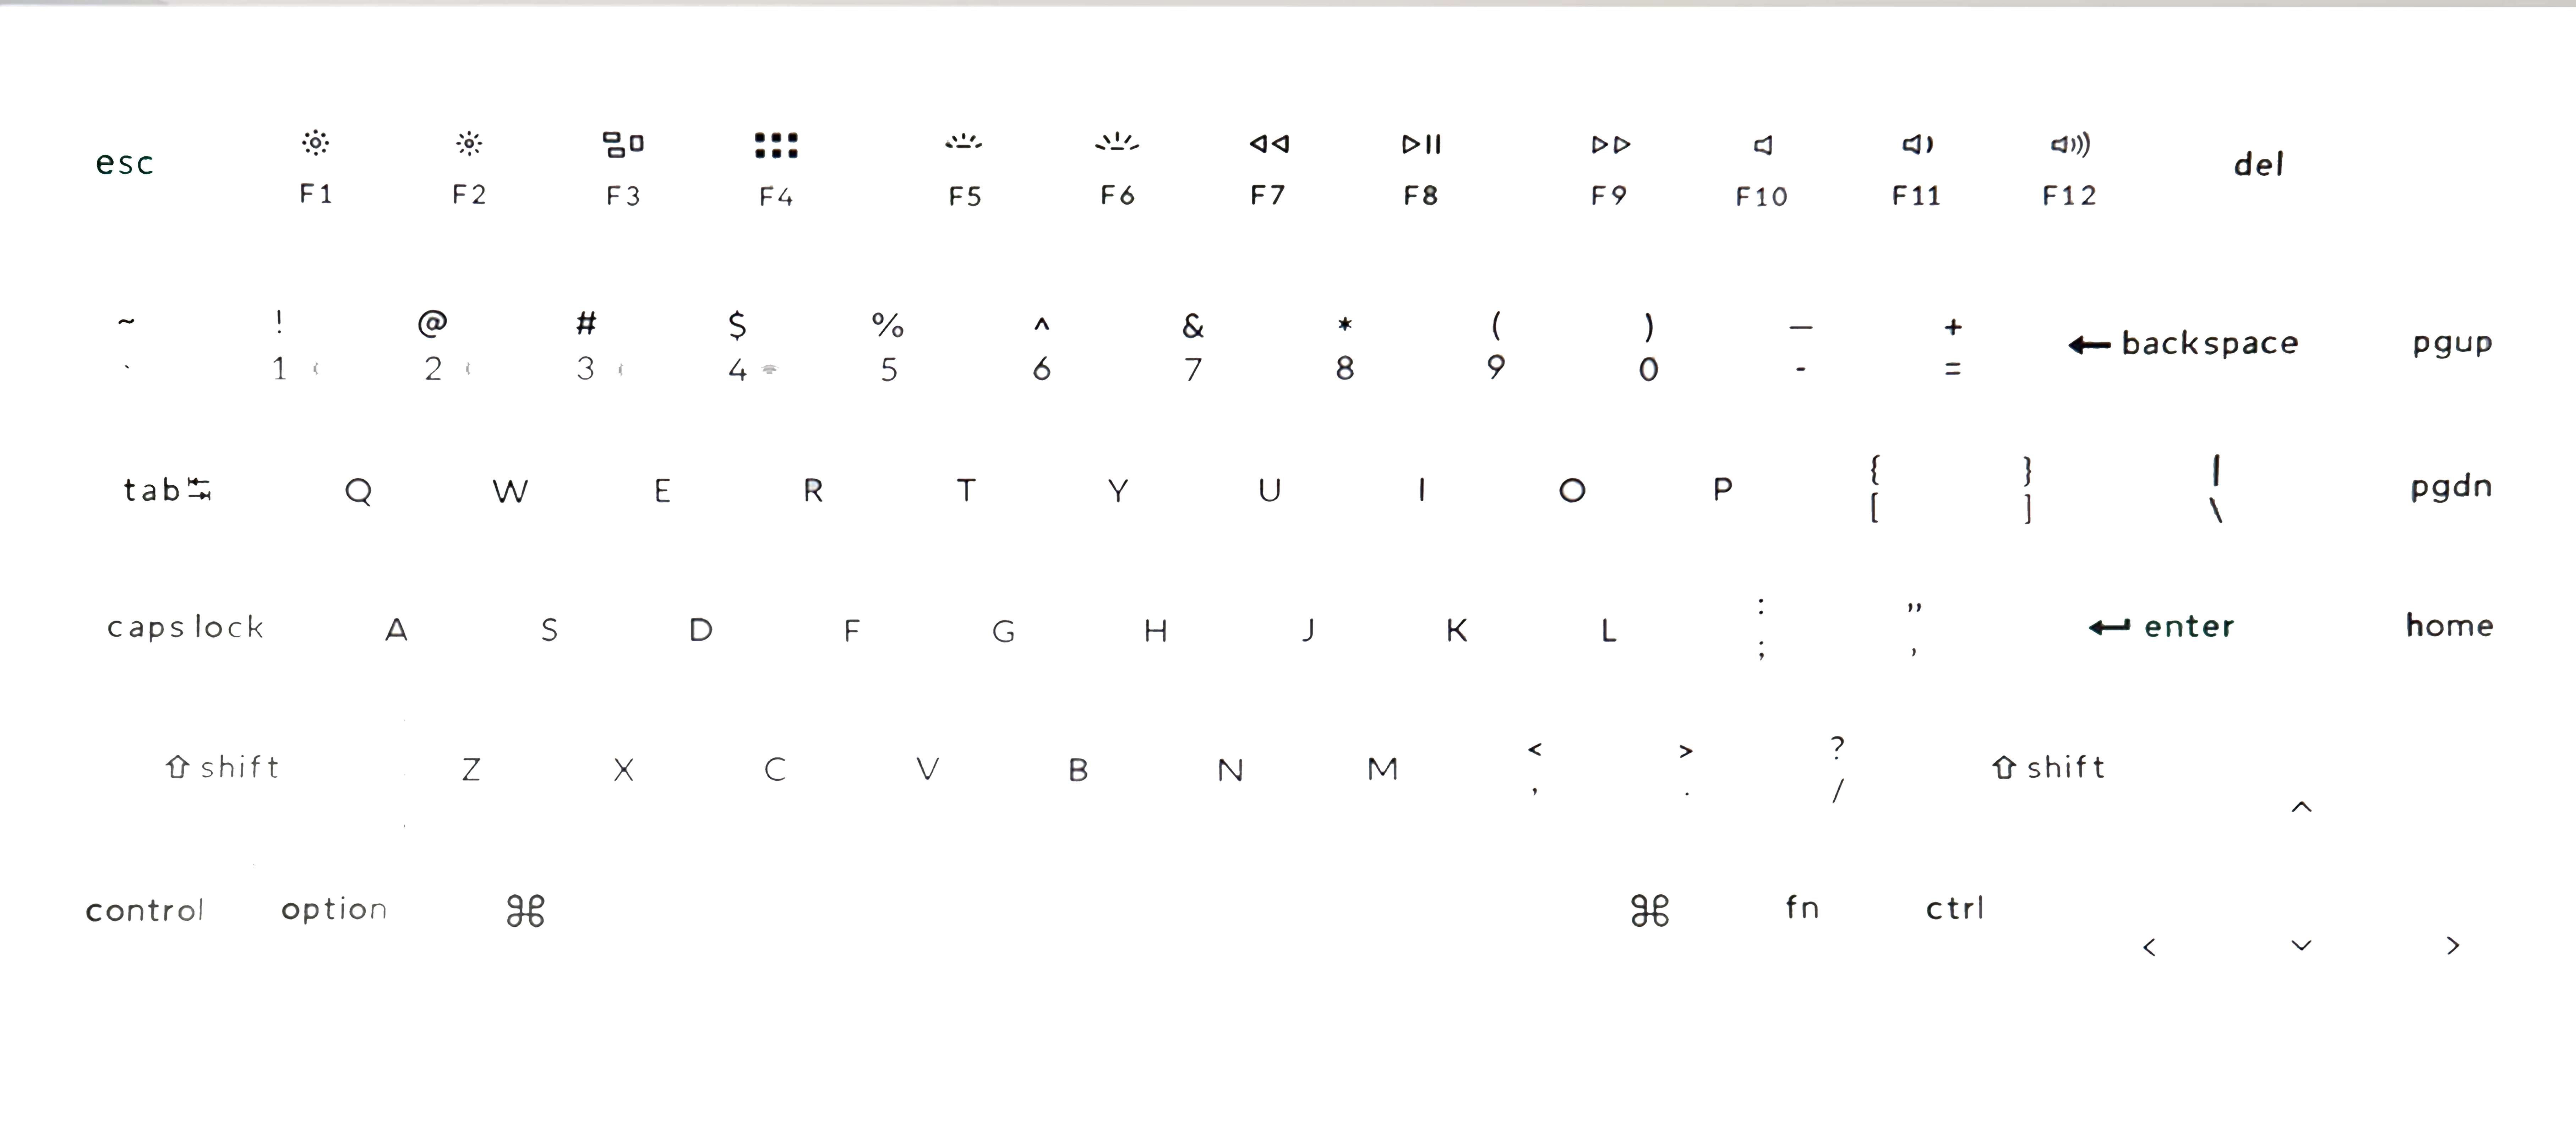 esc F1 F2 F3 F4 F5 F6 F7 F8 F9 F10 F11 F12 del
~ ! @ # $ % ^ & * ( ) — +
` 1 2 3 4 5 6 7 8 9 0 - = ← backspace pgup
tab ↹ Q W E R T Y U I O P { [ } ] | \ pgdn
caps lock A S D F G H J K L : ; " ' ↵ enter home
⇧ shift Z X C V B N M < , > . ? / ⇧ shift ^
control option ⌘ ⌘ fn ctrl < ⌄ >